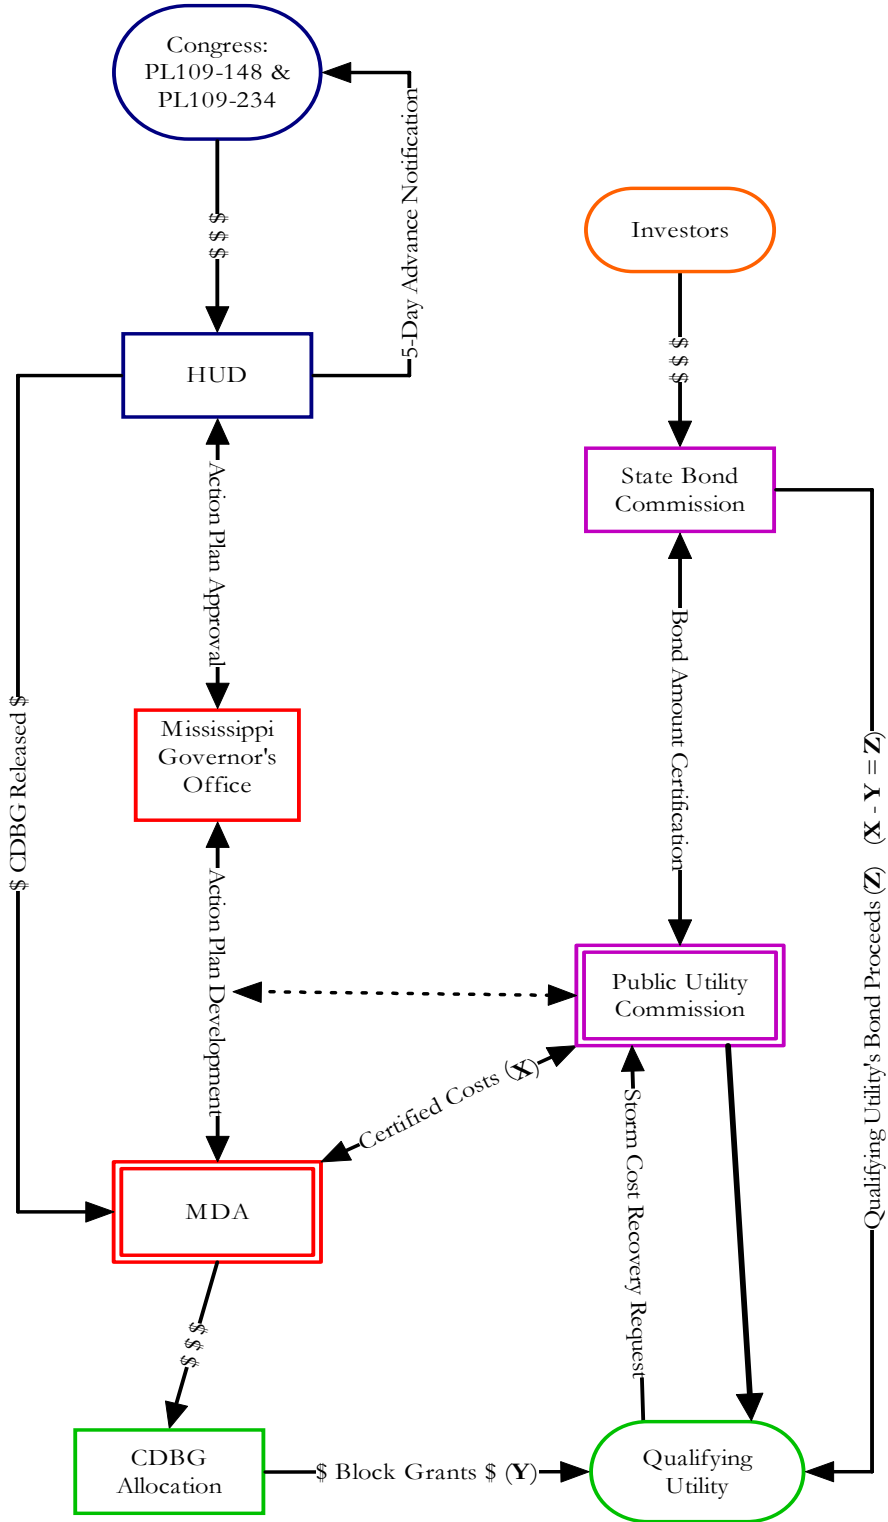 Congress:
PL109-148 &
PL109-234
5-Day Advance Notification
$ $ $
Investors
HUD
$ $ $
State Bond
Commission
Action Plan Approval
Bond Amount Certification
Mississippi
Governor's
Office
$ CDBG Released $
Qualifying Utility's Bond Proceeds (Z) (X - Y = Z)
Action Plan Development
Public Utility
Commission
Certified Costs (X)
Storm Cost Recovery Request
MDA
$ $ $
CDBG
Allocation
$ Block Grants $ (Y)
Qualifying
Utility